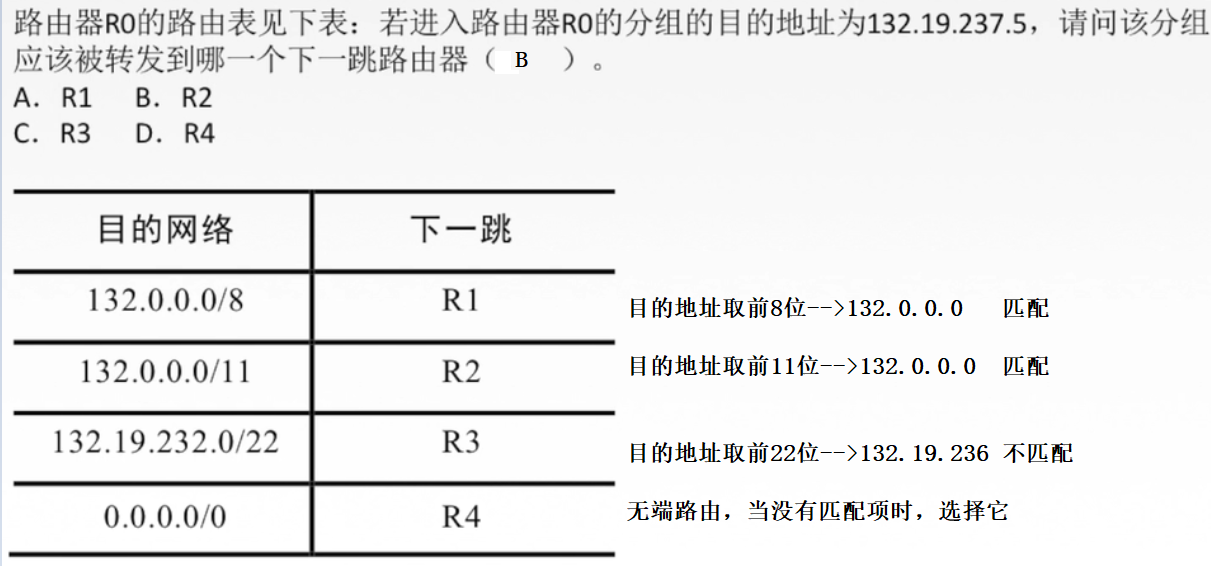 路由器R0的路由表见下表：若进入路由器R0的分组的目的地址为132.19.237.5，请问该分组
应该被转发到哪一个下一跳路由器（ B ）。
A. R1 B. R2
C. R3 D. R4
目的网络 下一跳
132.0.0.0/8 R1 目的地址取前8位-->132.0.0.0 匹配
132.0.0.0/11 R2 目的地址取前11位-->132.0.0.0 匹配
132.19.232.0/22 R3 目的地址取前22位-->132.19.236 不匹配
0.0.0.0/0 R4 无端路由，当没有匹配项时，选择它